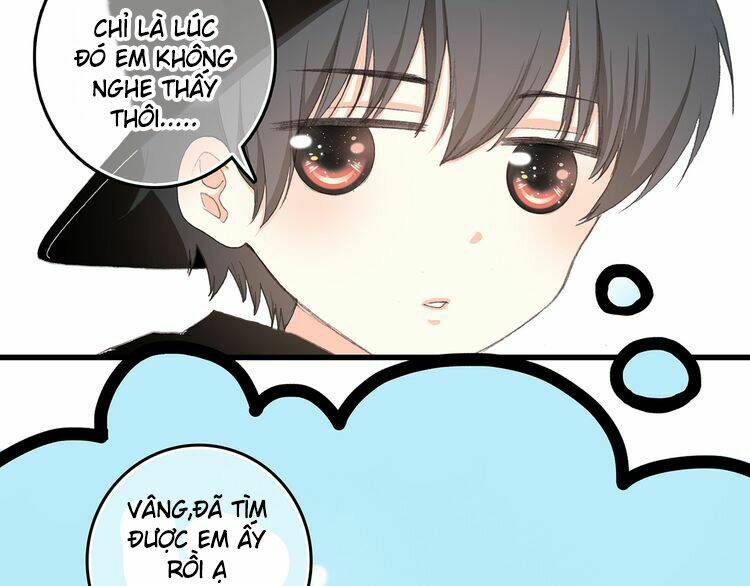 CHỈ LÀ LÚC
ĐÓ EM KHÔNG
NGHE THẤY
THÔI.....
VÂNG,ĐÃ TÌM
ĐƯỢC EM ẤY
RỒI Ạ